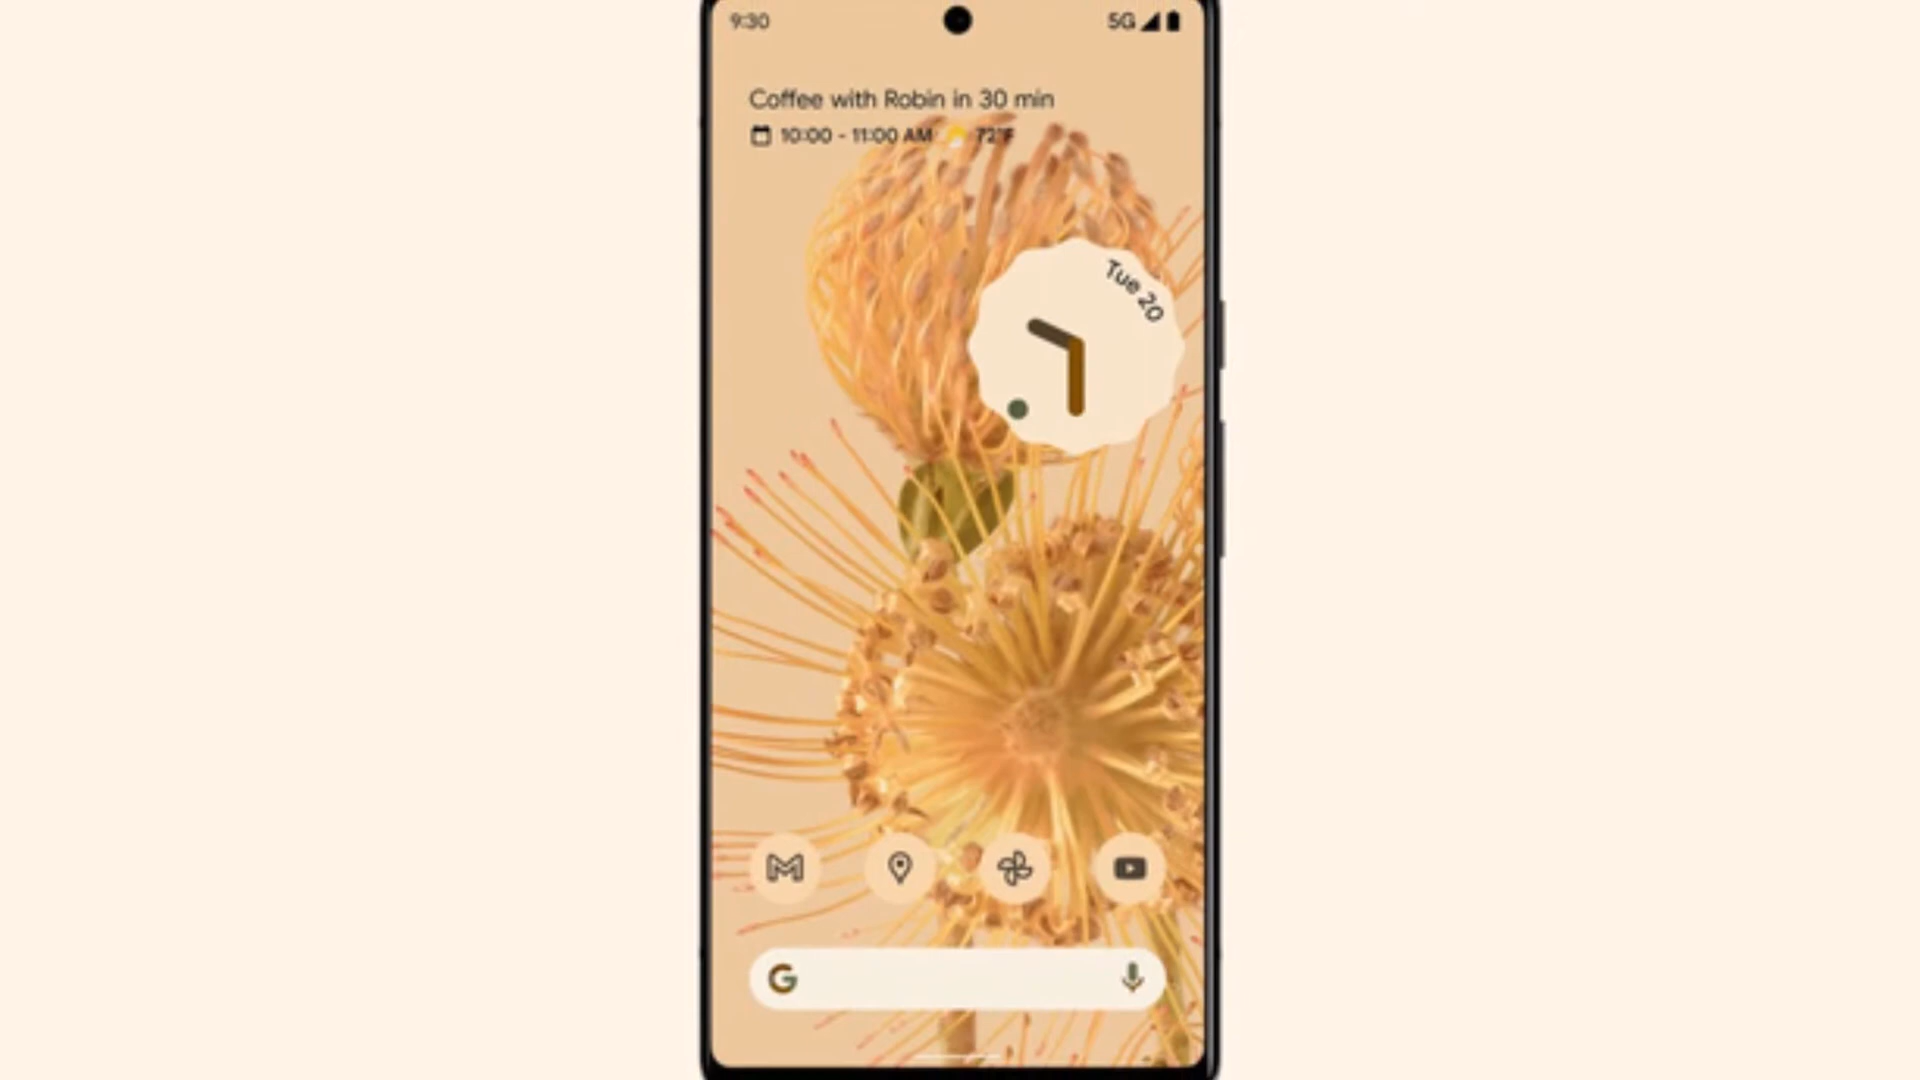 9:30 5G
Coffee with Robin in 30 min
10:00 - 11:00 AM 72°F
Tue 20
G